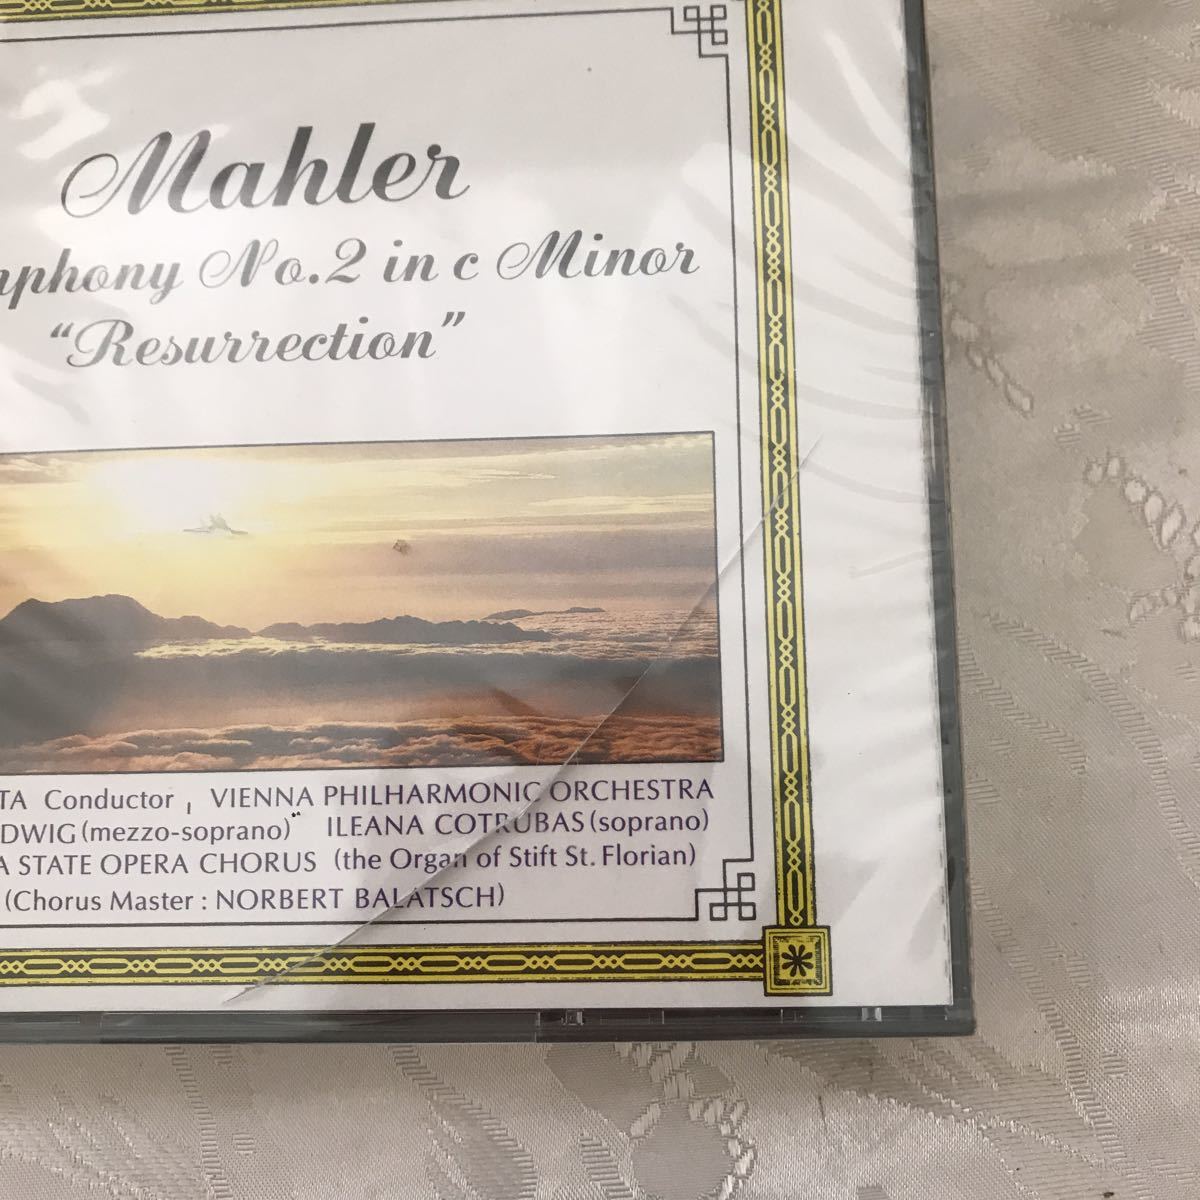 Mahler
mphony No.2 in c Minor
“Resurrection”
TA Conductor , VIENNA PHILHARMONIC ORCHESTRA
DWIG (mezzo-soprano) ILEANA COTRUBAS (soprano)
A STATE OPERA CHORUS (the Organ of Stift St. Florian)
(Chorus Master : NORBERT BALATSCH)